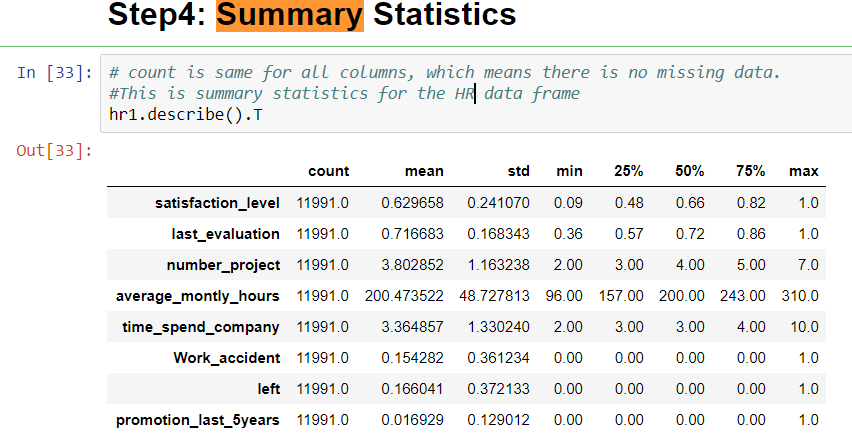 Step4: Summary Statistics
In [33]: # count is same for all columns, which means there is no missing data.
#This is summary statistics for the HR data frame
hr1.describe().T
Out[33]:
count mean std min 25% 50% 75% max
satisfaction_level 11991.0 0.629658 0.241070 0.09 0.48 0.66 0.82 1.0
last_evaluation 11991.0 0.716683 0.168343 0.36 0.57 0.72 0.86 1.0
number_project 11991.0 3.802852 1.163238 2.00 3.00 4.00 5.00 7.0
average_montly_hours 11991.0 200.473522 48.727813 96.00 157.00 200.00 243.00 310.0
time_spend_company 11991.0 3.364857 1.330240 2.00 3.00 3.00 4.00 10.0
Work_accident 11991.0 0.154282 0.361234 0.00 0.00 0.00 0.00 1.0
left 11991.0 0.166041 0.372133 0.00 0.00 0.00 0.00 1.0
promotion_last_5years 11991.0 0.016929 0.129012 0.00 0.00 0.00 0.00 1.0